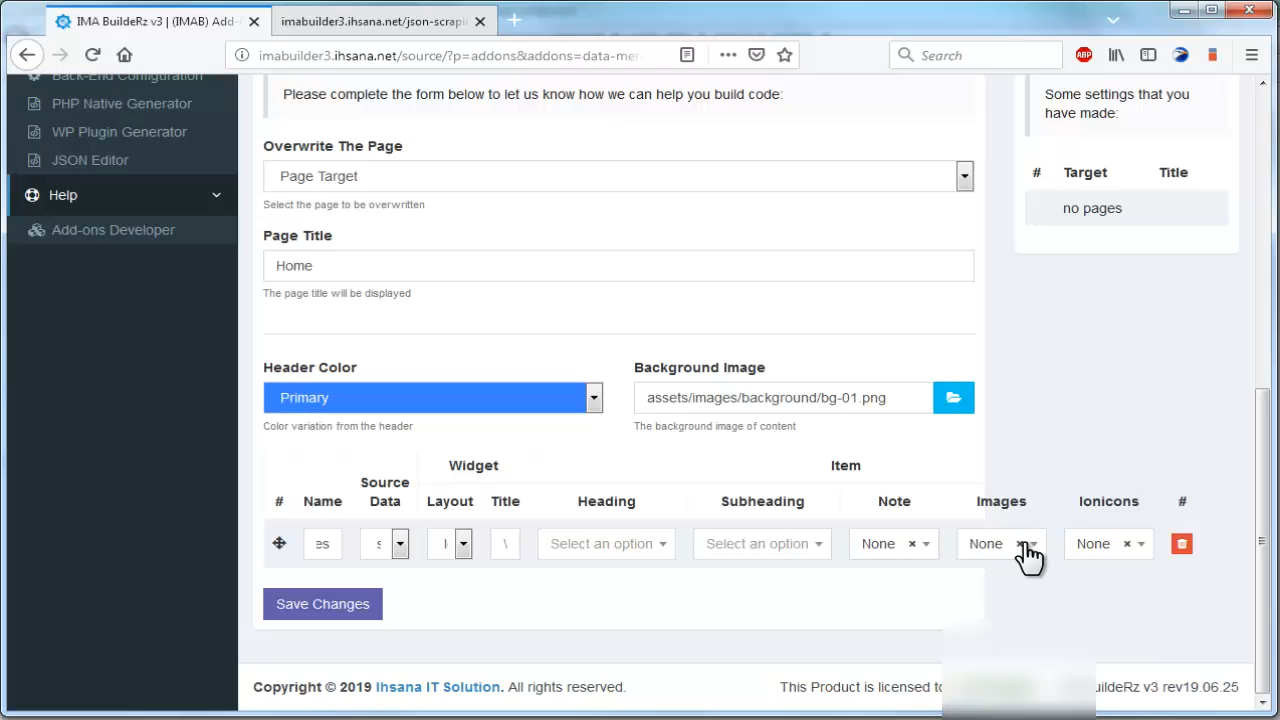 IMA BuildeRz v3 | (IMAB) Add-
imabuilder3.ihsana.net/json-scrapi
imabuilder3.ihsana.net/source/?p=addons&addons=data-me
Search
ABP
Back-End Configuration
PHP Native Generator
WP Plugin Generator
JSON Editor
Help
Add-ons Developer
Please complete the form below to let us know how we can help you build code:
Overwrite The Page
Page Target
Select the page to be overwritten
Page Title
Home
The page title will be displayed
Header Color
Background Image
Primary
assets/images/background/bg-01.png
Color variation from the header
The background image of content
Widget
Item
# Name Source Data Layout Title Heading Subheading Note Images Ionicons #
es s l \ Select an option Select an option None × None × None ×
Save Changes
Some settings that you
have made:
# Target Title
no pages
Copyright © 2019 Ihsana IT Solution. All rights reserved.
This Product is licensed to
uildeRz v3 rev19.06.25